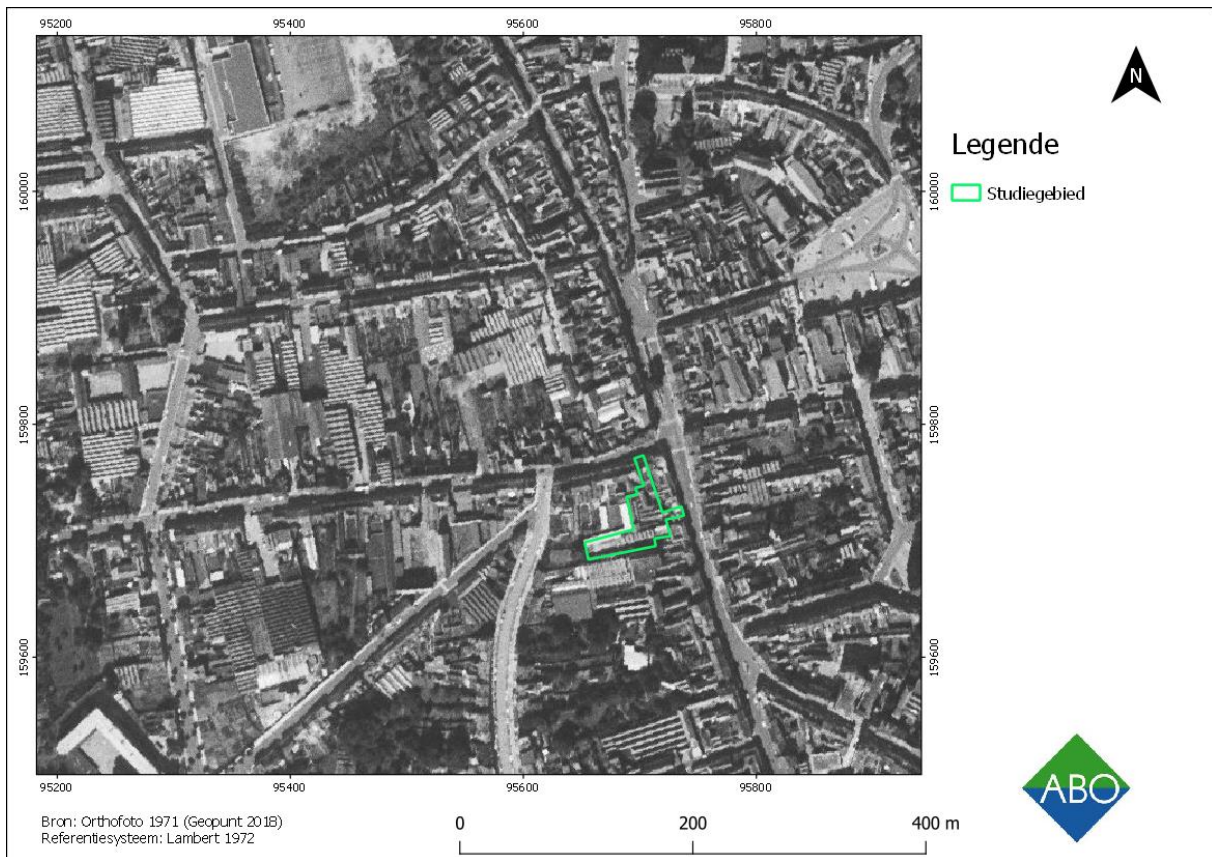 95200 95400 95600 95800
N
Legende
Studiegebied
160000 160000
159800 159800
159600 159600
95200 95400 95600 95800
Bron: Orthofoto 1971 (Geopunt 2018)
Referentiesysteem: Lambert 1972
0 200 400 m
ABO